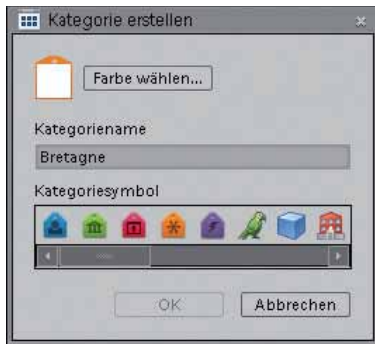 Kategorie erstellen
Farbe wählen...
Kategoriename
Bretagne
Kategoriesymbol
OK
Abbrechen